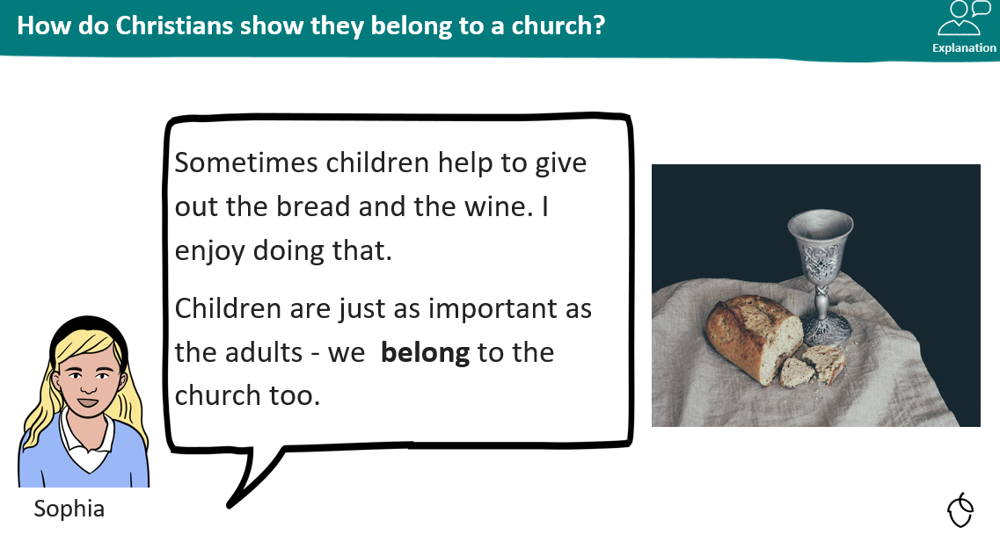 How do Christians show they belong to a church?
Explanation
Sometimes children help to give
out the bread and the wine. I
enjoy doing that.
Children are just as important as
the adults - we  belong to the
church too.
Sophia